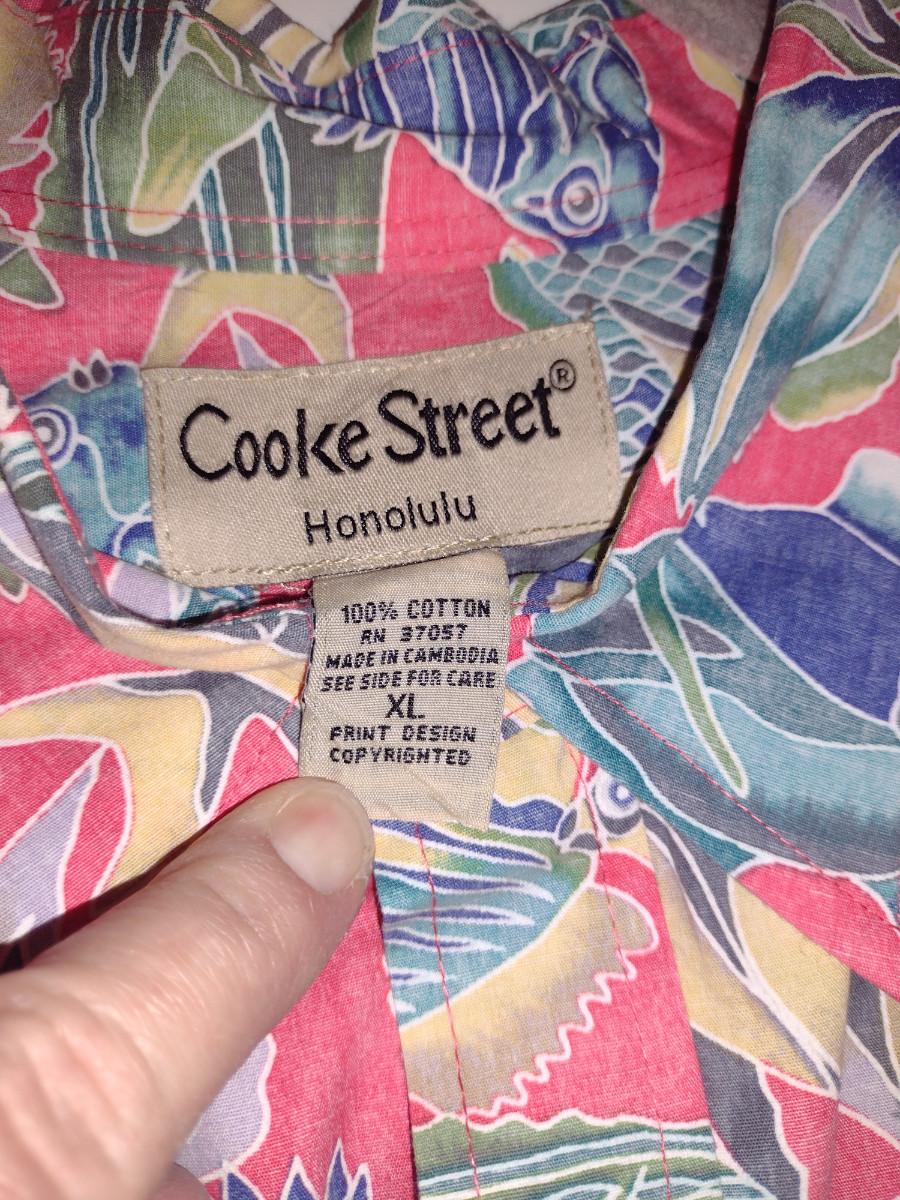 Cooke Street®
Honolulu
100% COTTON
RN 37057
MADE IN CAMBODIA
SEE SIDE FOR CARE
XL
PRINT DESIGN
COPYRIGHTED